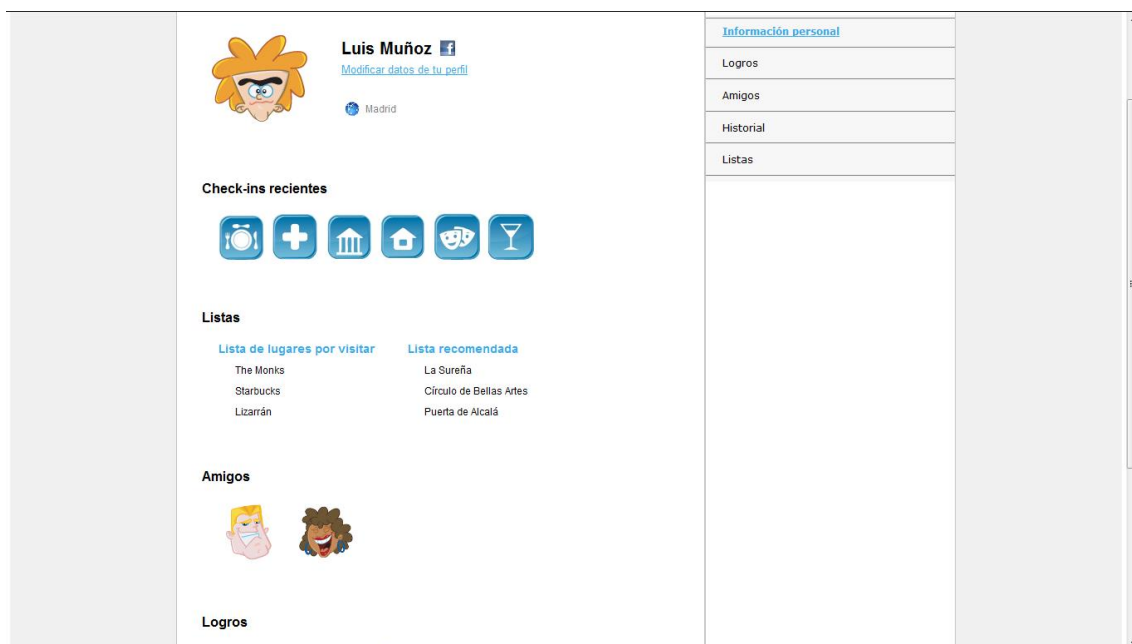 Luis Muñoz
Modificar datos de tu perfil
Madrid
Información personal
Logros
Amigos
Historial
Listas
Check-ins recientes
Listas
Lista de lugares por visitar
The Monks
Starbucks
Lizarrán
Lista recomendada
La Sureña
Círculo de Bellas Artes
Puerta de Alcalá
Amigos
Logros